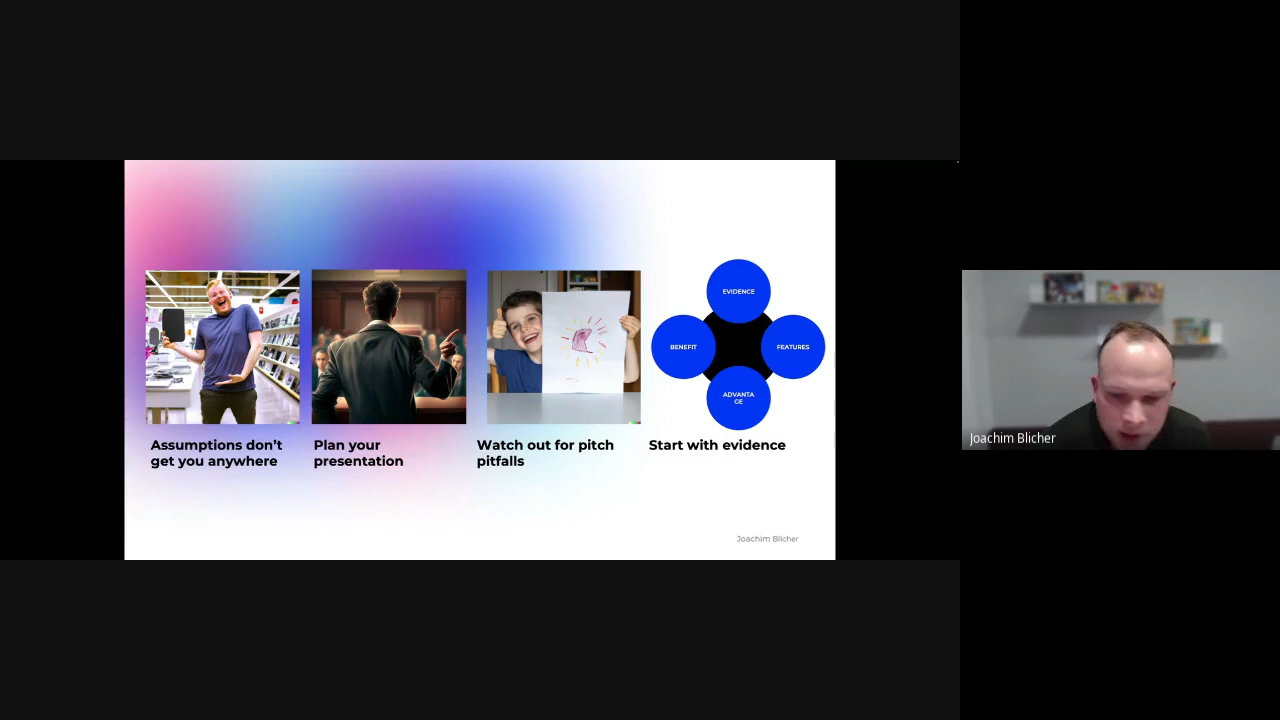 EVIDENCE
BENEFIT
FEATURES
ADVANTA
GE
Assumptions don't
get you anywhere
Plan your
presentation
Watch out for pitch
pitfalls
Start with evidence
Joachim Blicher
Joachim Blicher